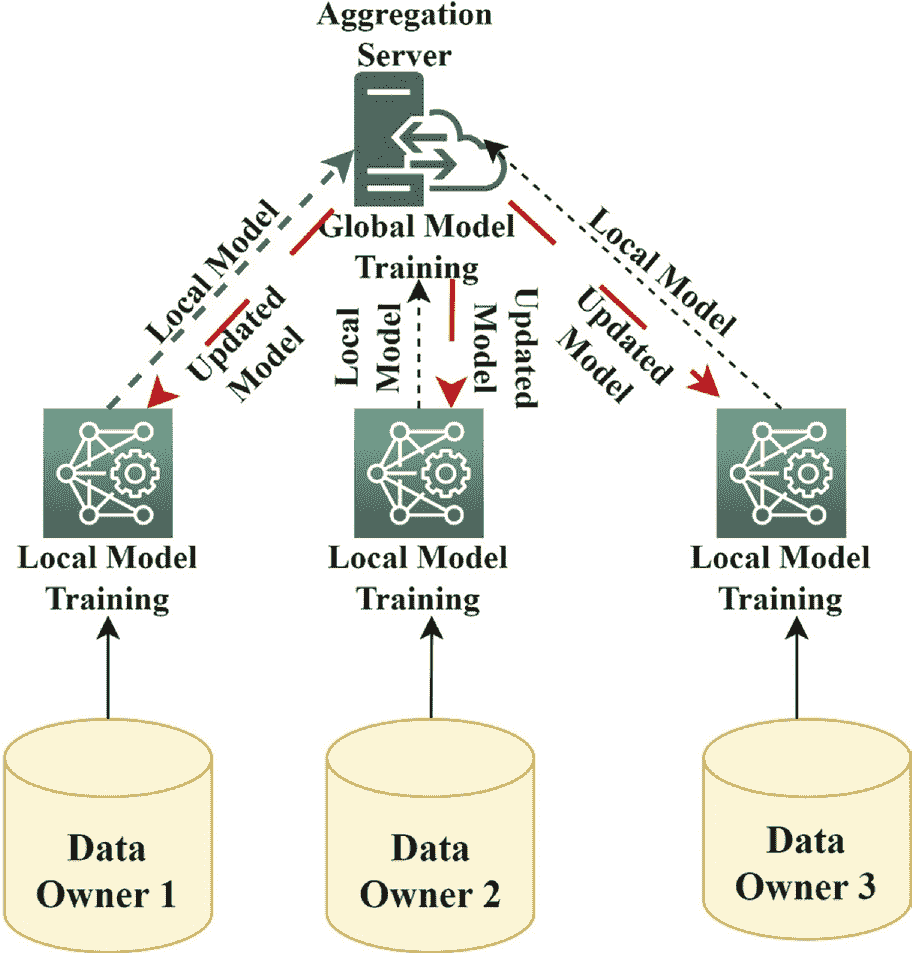 Aggregation
Server
Global Model
Training
Local Model
Updated
Model
Local
Model
Updated
Model
Local Model
Updated
Model
Local Model
Training
Local Model
Training
Local Model
Training
Data
Owner 1
Data
Owner 2
Data
Owner 3